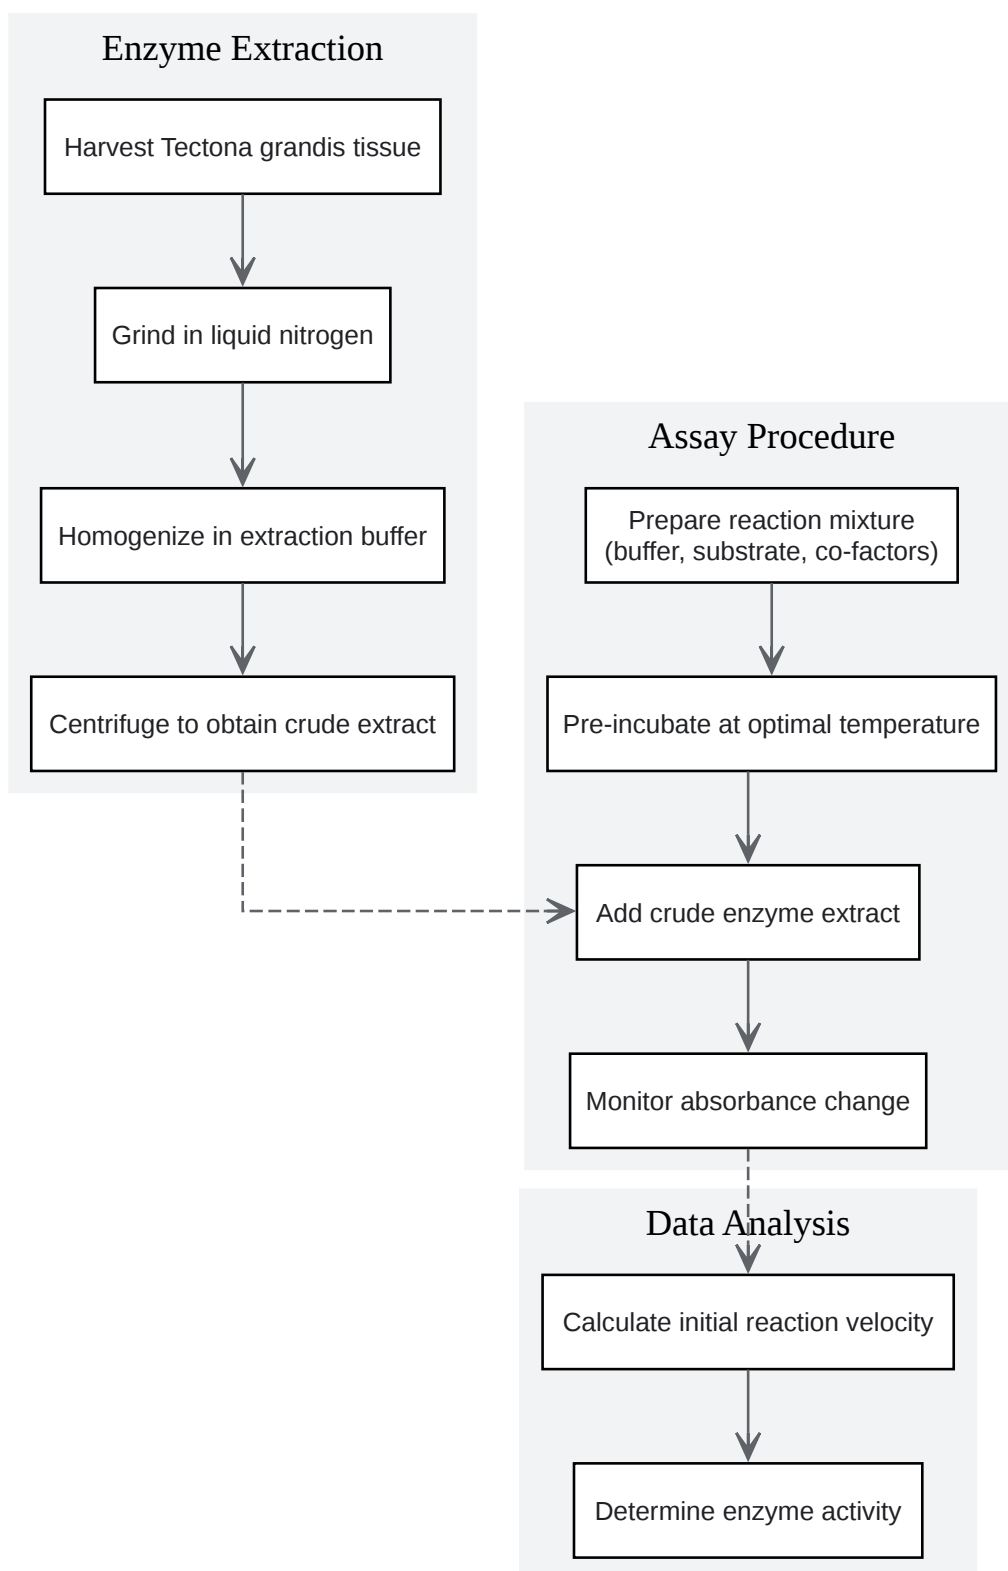 Enzyme Extraction
Harvest Tectona grandis tissue
Grind in liquid nitrogen
Homogenize in extraction buffer
Centrifuge to obtain crude extract
Assay Procedure
Prepare reaction mixture
(buffer, substrate, co-factors)
Pre-incubate at optimal temperature
Add crude enzyme extract
Monitor absorbance change
Data Analysis
Calculate initial reaction velocity
Determine enzyme activity